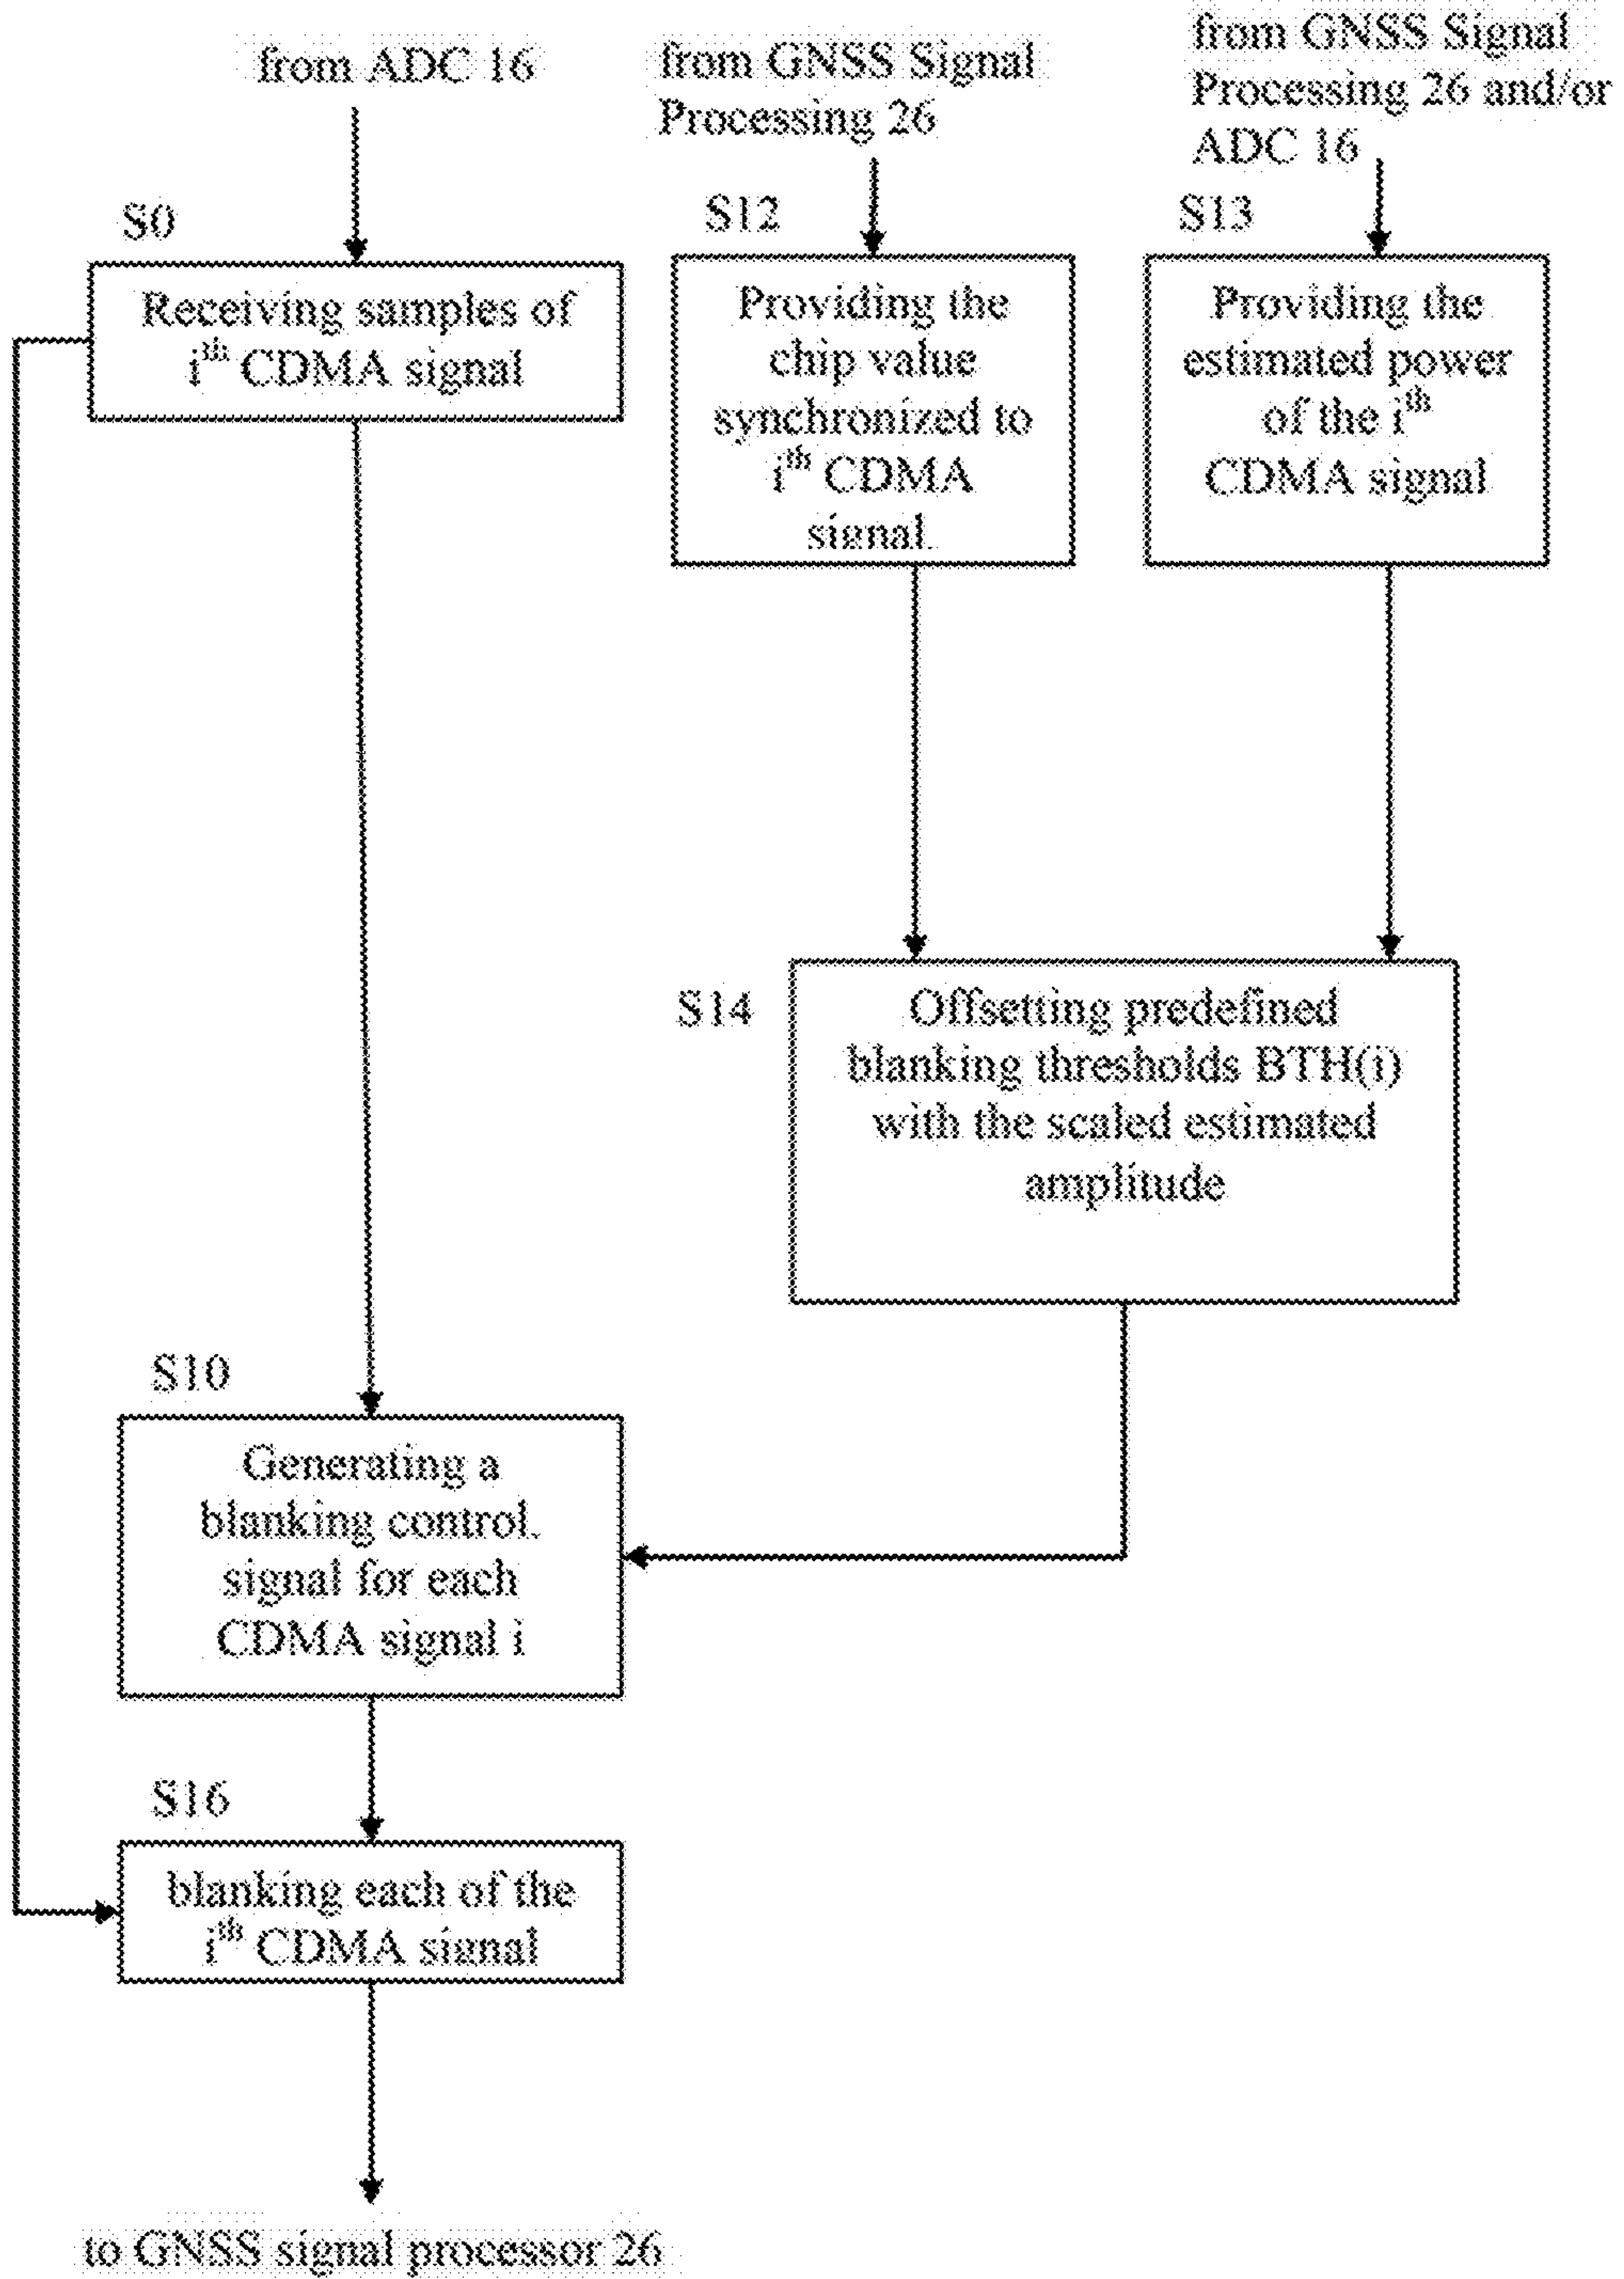 from ADC 16
from GNSS Signal
Processing 26
from GNSS Signal
Processing 26 and/or
ADC 16
S0
Receiving samples of
i^th CDMA signal
S12
Providing the
chip value
synchronized to
i^th CDMA
signal.
S13
Providing the
estimated power
of the i^th
CDMA signal
S14
Offsetting predefined
blanking thresholds BTH(i)
with the scaled estimated
amplitude
S10
Generating a
blanking control.
signal for each
CDMA signal i
S16
blanking each of the
i^th CDMA signal
to GNSS signal processor 26